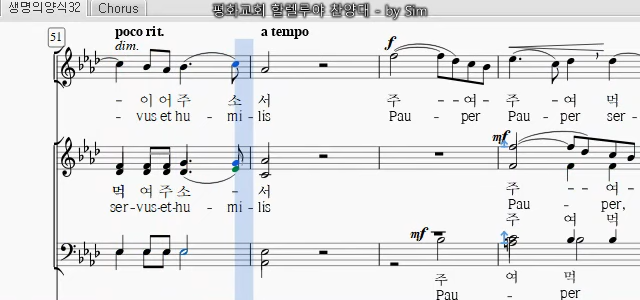 생명의양식32 Chorus 평화교회 할렐루야 찬양대 - by Sim
51 poco rit. a tempo
dim. f
- 이 어 주 소 서 주 - - 여 - 주 - 여 먹
- vus et hu - mi - lis Pau - per Pau - per ser -
mf
먹 여 주 소 - 서 주 - - 여
ser - vus - et - hu - mi - lis Pau - per,
주 여 먹
mf
주 여 먹
Pau - per